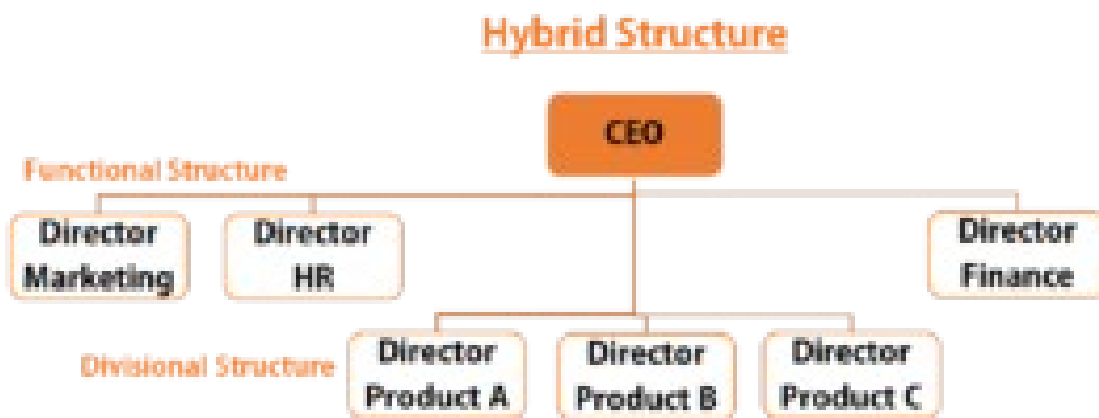 Hybrid Structure
CEO
Functional Structure
Director
Marketing
Director
HR
Director
Finance
Divisional Structure
Director
Product A
Director
Product B
Director
Product C